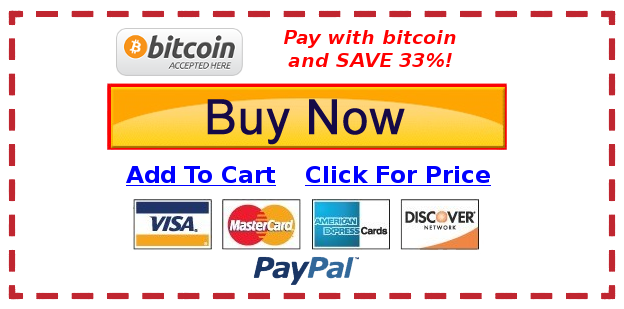 bitcoin
ACCEPTED HERE
Pay with bitcoin
and SAVE 33%!
Buy Now
Add To Cart
Click For Price
VISA
MasterCard
AMERICAN
EXPRESS Cards
DISCOVER
NETWORK
PayPal™